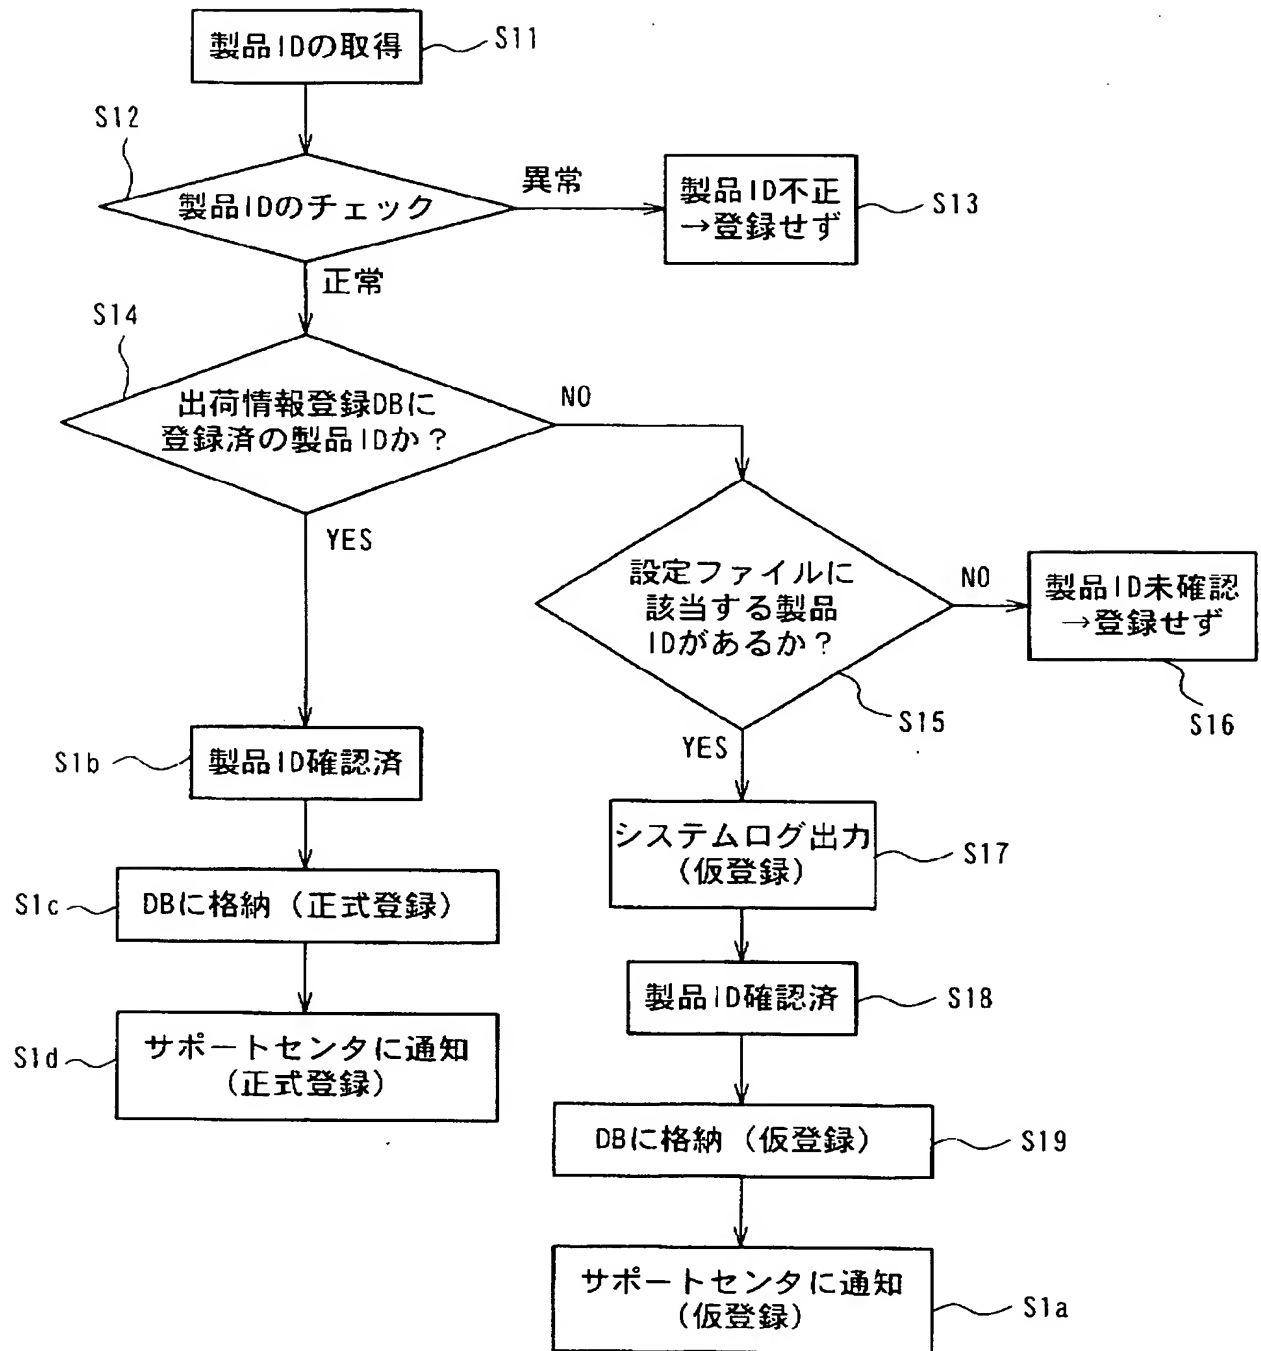 製品IDの取得
S11
S12
製品IDのチェック
異常
製品ID不正
→登録せず
S13
正常
S14
出荷情報登録DBに
登録済の製品IDか？
NO
YES
設定ファイルに
該当する製品
IDがあるか？
NO
製品ID未確認
→登録せず
S15
S16
YES
S1b
製品ID確認済
システムログ出力
(仮登録)
S17
S1c
DBに格納（正式登録）
製品ID確認済
S18
S1d
サポートセンタに通知
(正式登録)
DBに格納（仮登録）
S19
サポートセンタに通知
(仮登録)
S1a